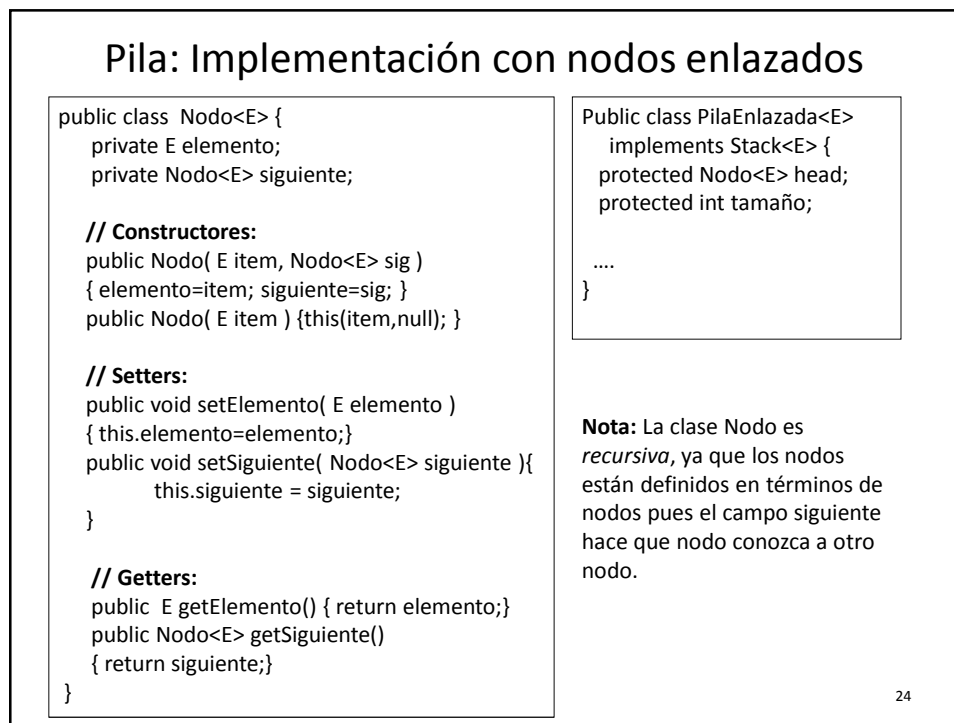 Pila: Implementación con nodos enlazados
public class  Nodo<E> {
private E elemento;
private Nodo<E> siguiente;
// Constructores:
public Nodo( E item, Nodo<E> sig )
{ elemento=item; siguiente=sig; }
public Nodo( E item ) {this(item,null); }
// Setters:
public void setElemento( E elemento )
{ this.elemento=elemento;}
public void setSiguiente( Nodo<E> siguiente ){
this.siguiente = siguiente;
}
// Getters:
public  E getElemento() { return elemento;}
public Nodo<E> getSiguiente()
{ return siguiente;}
}
Public class PilaEnlazada<E>
implements Stack<E> {
protected Nodo<E> head;
protected int tamaño;
….
}
Nota: La clase Nodo es
recursiva, ya que los nodos
están definidos en términos de
nodos pues el campo siguiente
hace que nodo conozca a otro
nodo.
24